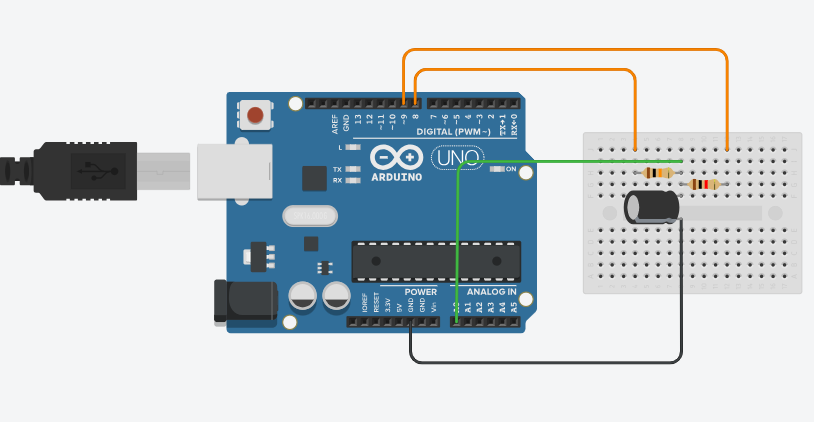 AREF
GND
13
12
~11
~10
~9
8
7
~6
~5
4
~3
2
TX→1
RX←0
DIGITAL (PWM~)
L
TX
RX
ARDUINO
UNO
ON
POWER
ANALOG IN
IOREF
RESET
3.3V
5V
GND
GND
Vin
A1
A2
A3
A4
A5